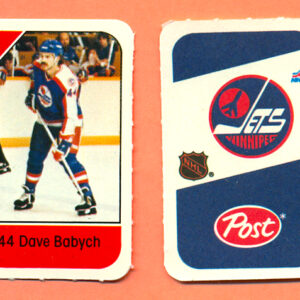 44 Dave Babych
JETS
WINNIPEG
NHL
Post*